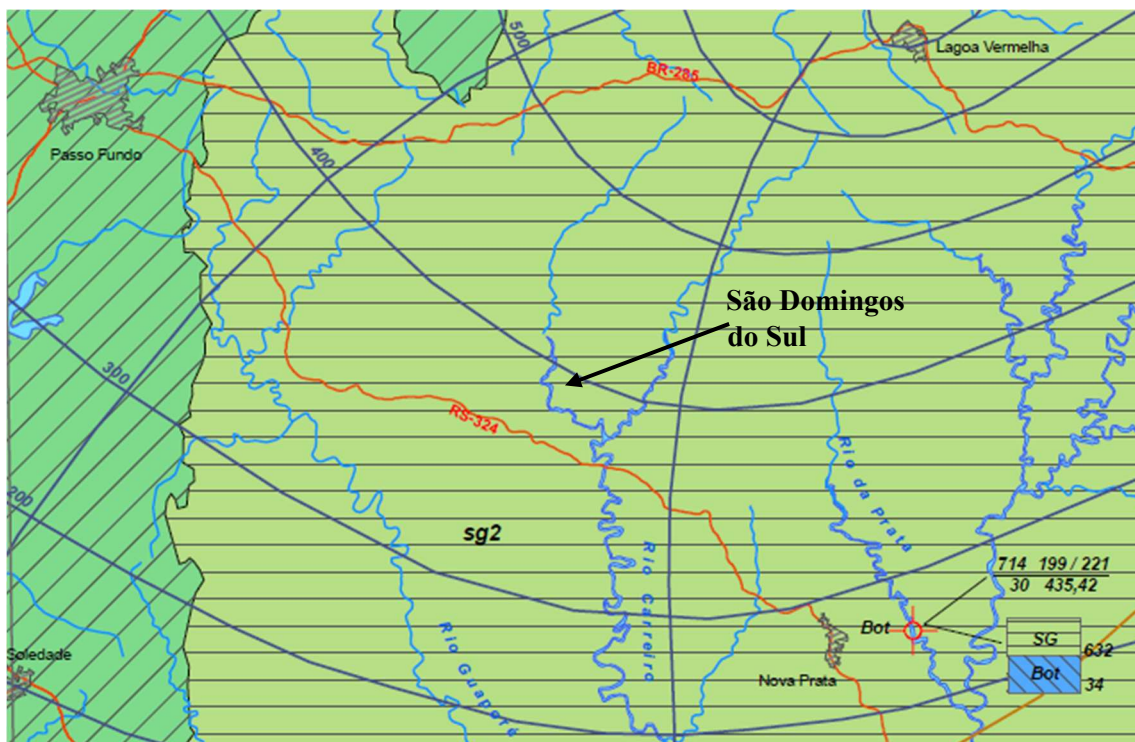 500
Lagoa Vermelha
BR-285
Passo Fundo
400
São Domingos
do Sul
300
RS-324
Rio da Prata
200
sg2
714 199 / 221
30 435,42
Rio Carreiro
Bot
SG
632
Soledade
Rio Guaporé
Nova Prata
Bot
34